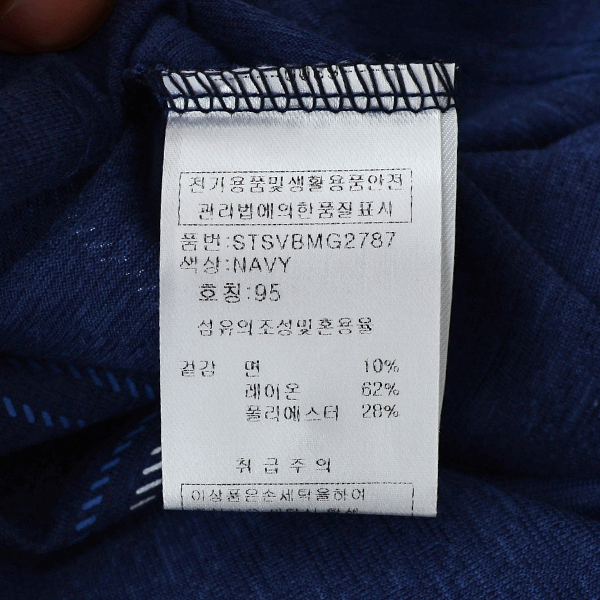 전기용품및생활용품안전
관리법에의한품질표시
품번:STSVBMG2787
색상:NAVY
호칭:95
섬유의조성및혼용율
겉감 면 10%
레이온 62%
폴리에스터 28%
취급주의
이상품은손세탁을하여